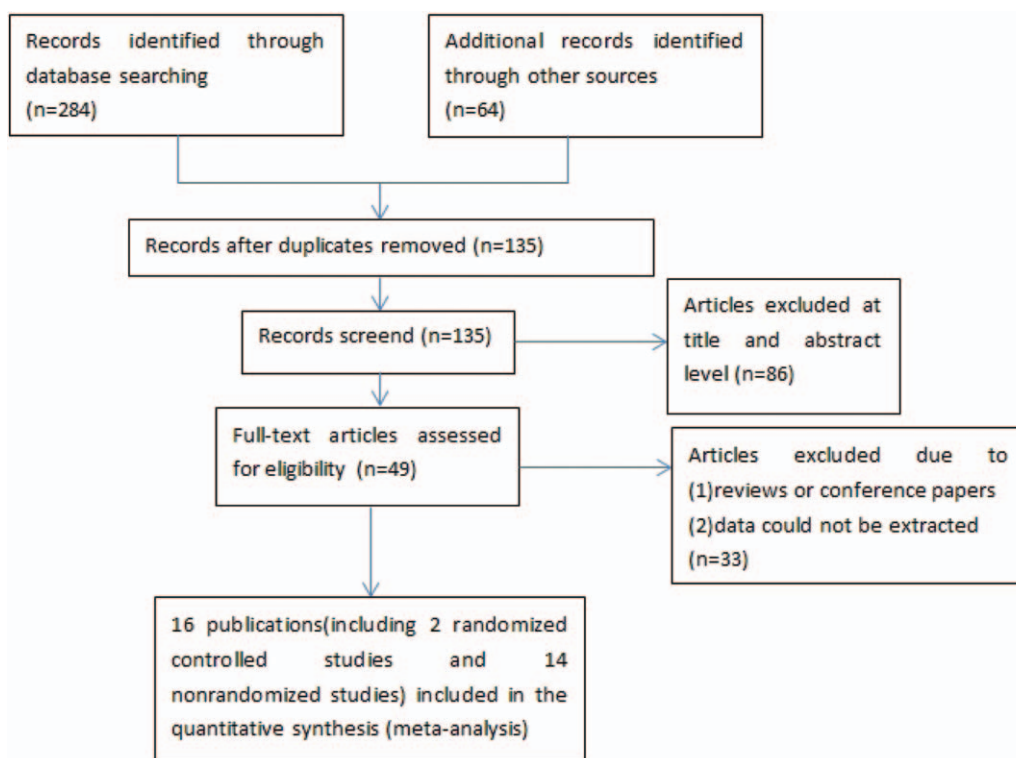 Records identified through
database searching
(n=284)
Additional records identified
through other sources
(n=64)
Records after duplicates removed (n=135)
Records screend (n=135)
Articles excluded at
title and abstract
level (n=86)
Full-text articles assessed
for eligibility (n=49)
Articles excluded due to
(1)reviews or conference papers
(2)data could not be extracted
(n=33)
16 publications(including 2 randomized
controlled studies and 14
nonrandomized studies) included in the
quantitative synthesis (meta-analysis)